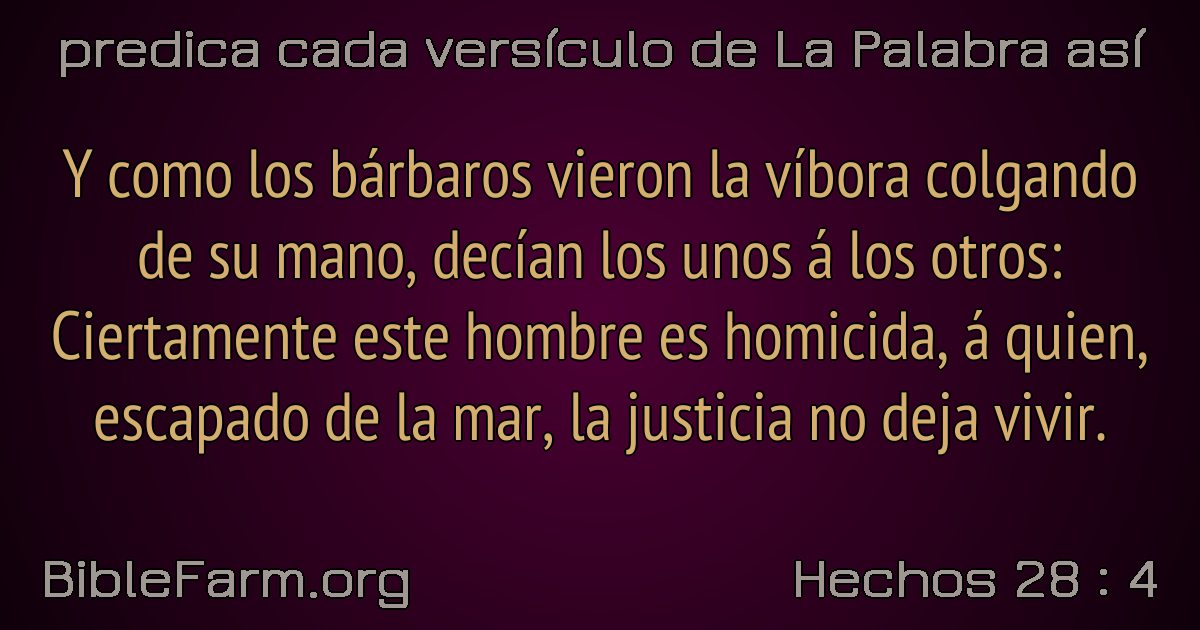 predica cada versículo de La Palabra así
Y como los bárbaros vieron la víbora colgando
de su mano, decían los unos á los otros:
Ciertamente este hombre es homicida, á quien,
escapado de la mar, la justicia no deja vivir.
BibleFarm.org
Hechos 28 : 4